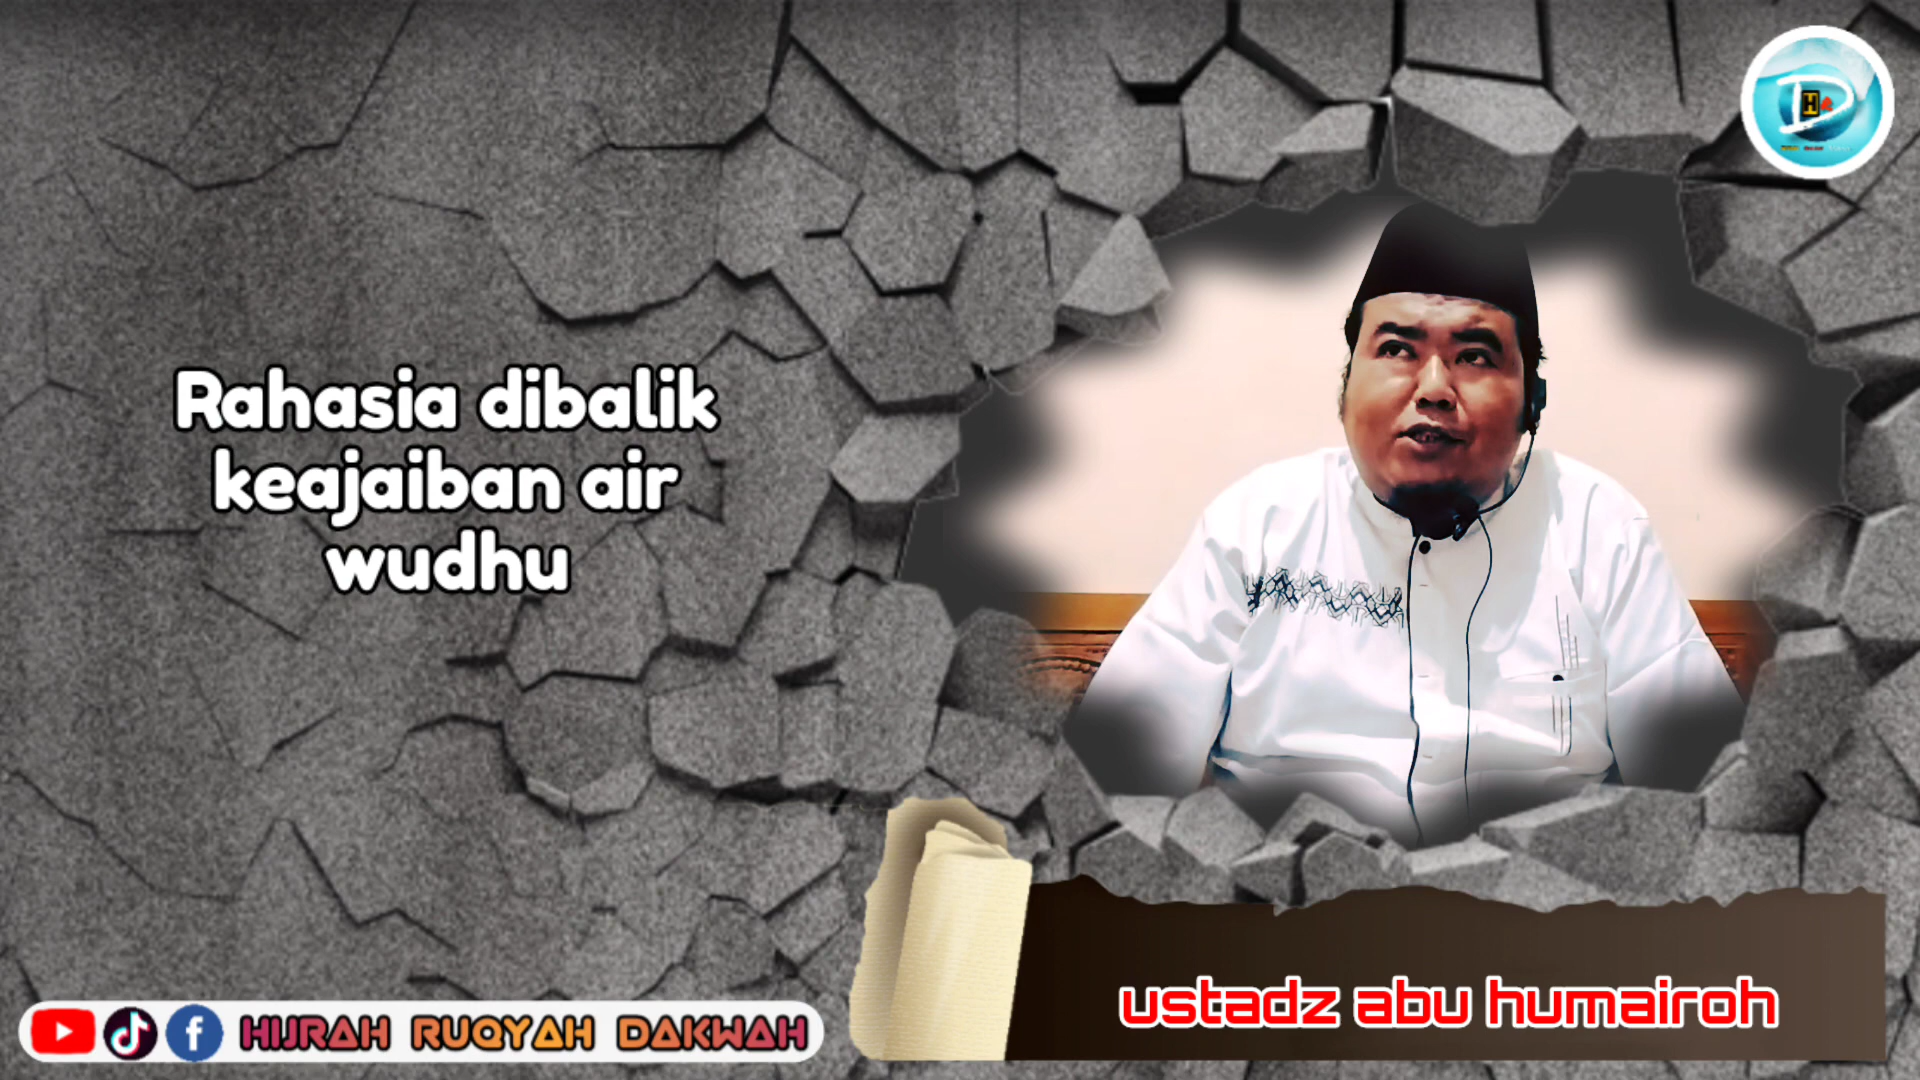 Rahasia dibalik
keajaiban air
wudhu
ustadz abu humairoh
HIJRAH RUQYAH DAKWAH